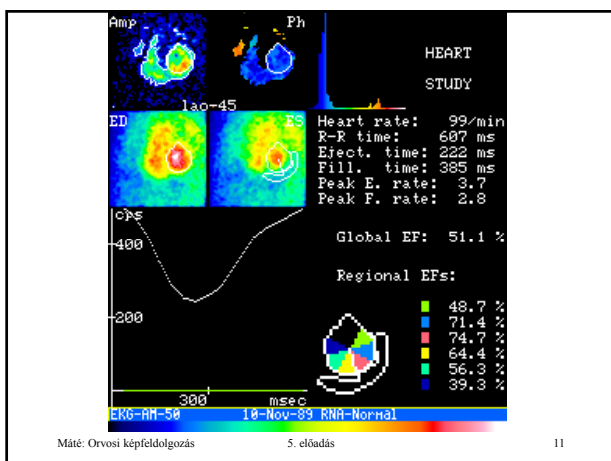 Amp Ph
HEART
STUDY
lao-45
ED ES
Heart rate: 99/min
R-R time: 607 ms
Eject. time: 222 ms
Fill. time: 385 ms
Peak E. rate: 3.7
Peak F. rate: 2.8
cps
400
Global EF: 51.1 %
Regional EFs:
48.7 %
200
71.4 %
74.7 %
64.4 %
56.3 %
39.3 %
300 msec
EKG-AM-50 10-Nov-89 RNA-Normal
Máté: Orvosi képfeldolgozás 5. előadás 11